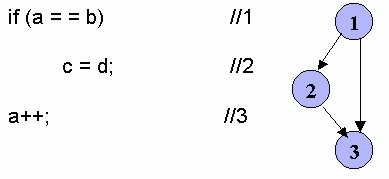 if (a = = b) //1 1
c = d; //2 2
a++; //3 3